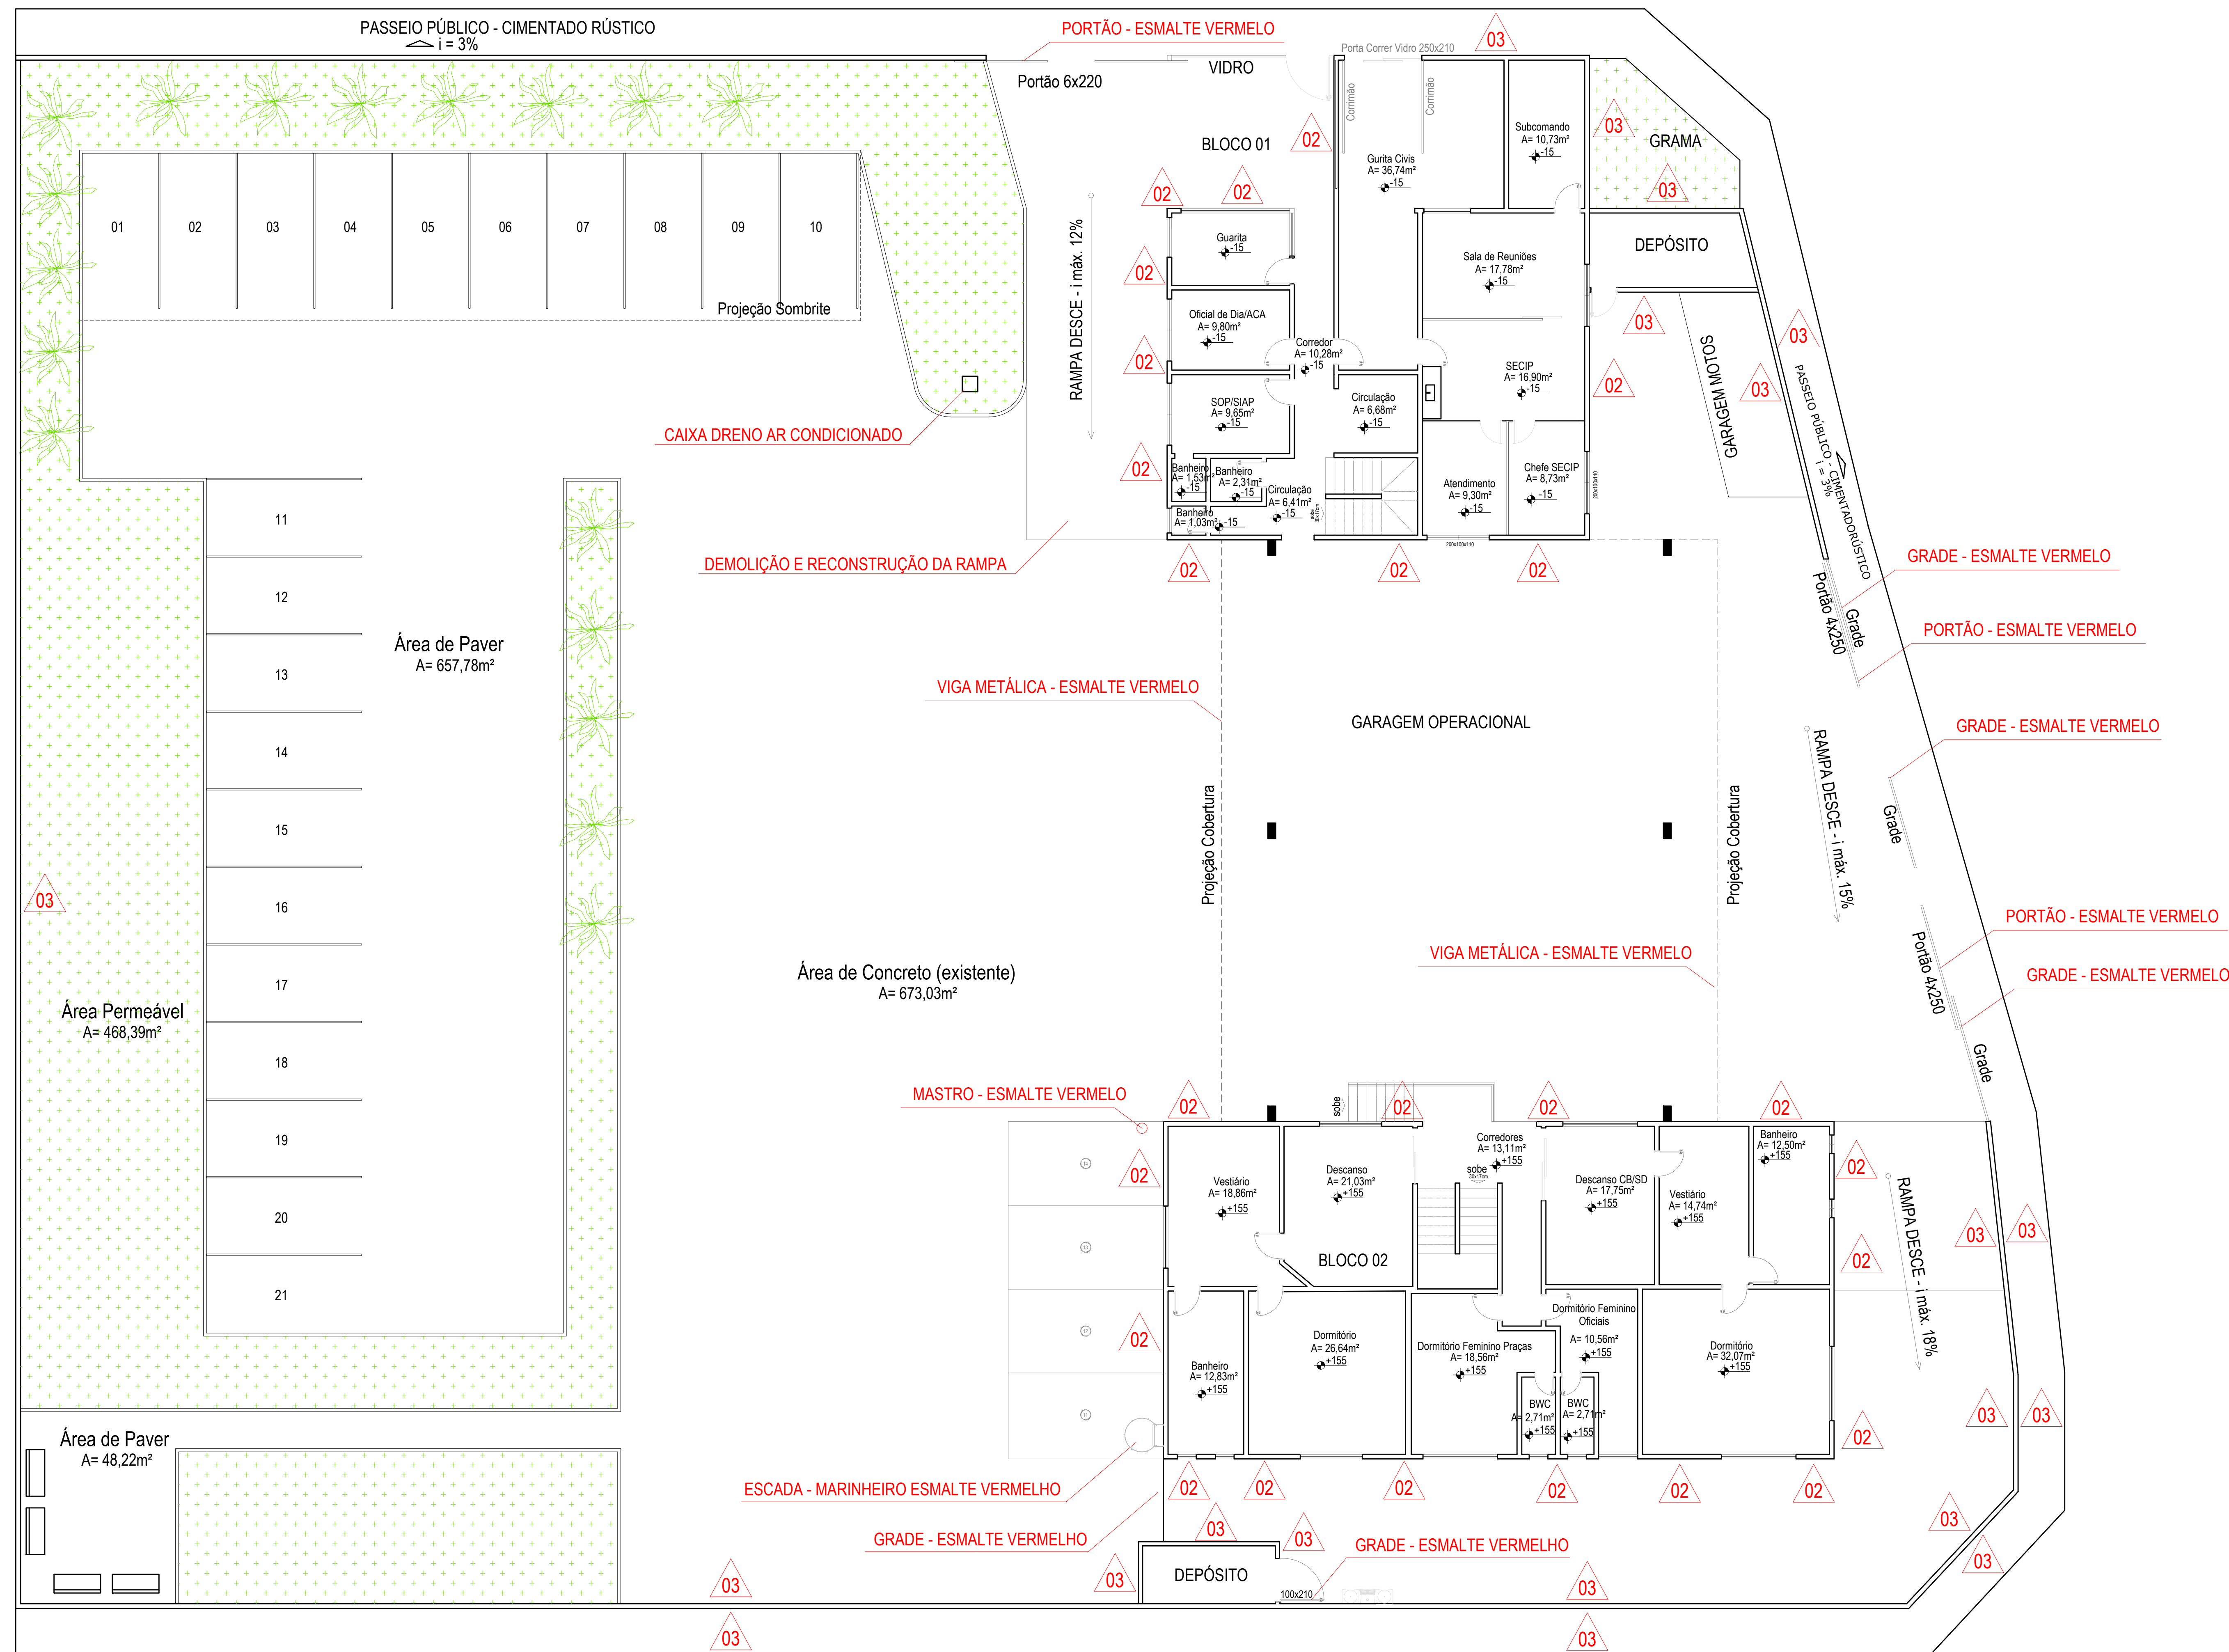 PASSEIO PÚBLICO - CIMENTADO RÚSTICO
i = 3%
PORTÃO - ESMALTE VERMELO
Portão 6x220
VIDRO
Porta Correr Vidro 250x210
03
Corrimão
Corrimão
BLOCO 01
02
Gurita Civis
A= 36,74m²
-15
Subcomando
A= 10,73m²
-15
03
GRAMA
03
01
02
03
04
05
06
07
08
09
10
Projeção Sombrite
RAMPA DESCE - i máx. 12%
02
02
02
02
02
Guarita
-15
Oficial de Dia/ACA
A= 9,80m²
-15
Corredor
A= 10,28m²
-15
SOP/SIAP
A= 9,65m²
-15
Circulação
A= 6,68m²
-15
Sala de Reuniões
A= 17,78m²
-15
SECIP
A= 16,90m²
-15
DEPÓSITO
03
03
03
02
GARAGEM MOTOS
PASSEIO PÚBLICO - CIMENTADORÚSTICO
i = 3%
CAIXA DRENO AR CONDICIONADO
Banheiro
A= 1,53m²
-15
Banheiro
A= 2,31m²
-15
Circulação
A= 6,41m²
-15
Banheiro
A= 1,03m²
-15
sobe
30x17cm
Atendimento
A= 9,30m²
-15
Chefe SECIP
A= 8,73m²
-15
200x100x110
200x100x110
02
02
02
DEMOLIÇÃO E RECONSTRUÇÃO DA RAMPA
11
12
13
14
15
16
17
18
19
20
21
Área de Paver
A= 657,78m²
GRADE - ESMALTE VERMELO
Portão 4x250
Grade
PORTÃO - ESMALTE VERMELO
VIGA METÁLICA - ESMALTE VERMELO
GARAGEM OPERACIONAL
GRADE - ESMALTE VERMELO
RAMPA DESCE - i máx. 15%
Grade
Projeção Cobertura
Projeção Cobertura
03
PORTÃO - ESMALTE VERMELO
Portão 4x250
VIGA METÁLICA - ESMALTE VERMELO
GRADE - ESMALTE VERMELO
Grade
Área de Concreto (existente)
A= 673,03m²
Área Permeável
A= 468,39m²
MASTRO - ESMALTE VERMELO
02
sobe
02
02
02
14
13
12
11
02
02
Vestiário
A= 18,86m²
+155
Descanso
A= 21,03m²
+155
Corredores
A= 13,11m²
+155
sobe
30x17cm
Descanso CB/SD
A= 17,75m²
+155
Vestiário
A= 14,74m²
+155
Banheiro
A= 12,50m²
+155
02
02
02
RAMPA DESCE - i máx. 18%
03
03
03
03
BLOCO 02
Banheiro
A= 12,83m²
+155
Dormitório
A= 26,64m²
+155
Dormitório Feminino Praças
A= 18,56m²
+155
Dormitório Feminino
Oficiais
A= 10,56m²
+155
Dormitório
A= 32,07m²
+155
BWC
A= 2,71m²
+155
BWC
A= 2,71m²
+155
Área de Paver
A= 48,22m²
ESCADA - MARINHEIRO ESMALTE VERMELHO
02
02
02
02
02
02
GRADE - ESMALTE VERMELHO
03
03
GRADE - ESMALTE VERMELHO
03
03
03
DEPÓSITO
100x210
03
03
03
03